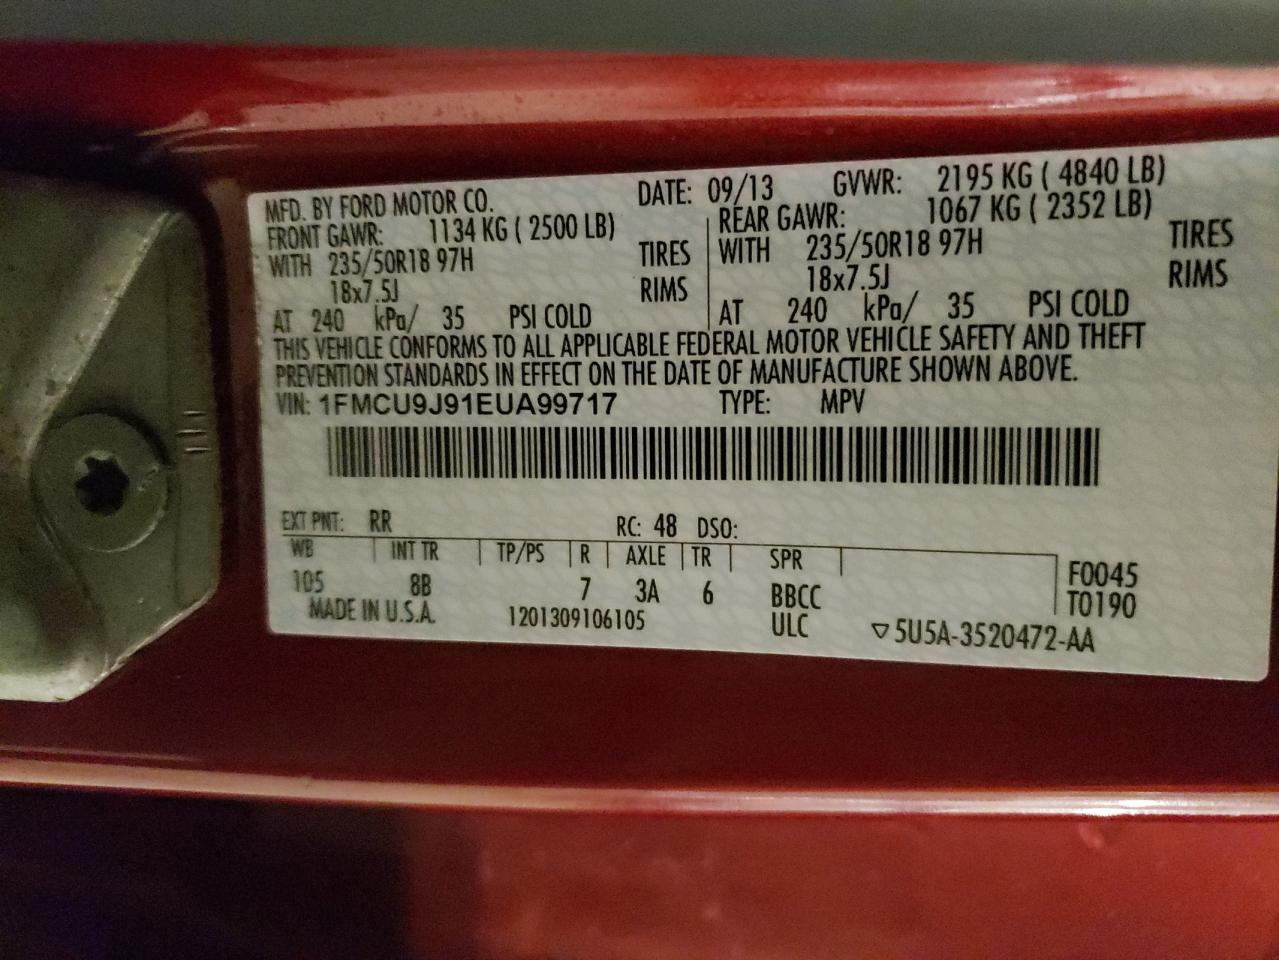 MFD. BY FORD MOTOR CO. DATE: 09/13 GVWR: 2195 KG ( 4840 LB)
FRONT GAWR: 1134 KG ( 2500 LB) REAR GAWR: 1067 KG ( 2352 LB)
WITH 235/50R18 97H TIRES WITH 235/50R18 97H TIRES
18x7.5J RIMS 18x7.5J RIMS
AT 240 kPa/ 35 PSI COLD AT 240 kPa/ 35 PSI COLD
THIS VEHICLE CONFORMS TO ALL APPLICABLE FEDERAL MOTOR VEHICLE SAFETY AND THEFT
PREVENTION STANDARDS IN EFFECT ON THE DATE OF MANUFACTURE SHOWN ABOVE.
VIN: 1FMCU9J91EUA99717 TYPE: MPV
EXT PNT: RR RC: 48 DSO:
WB INT TR TP/PS R AXLE TR SPR
105 8B 7 3A 6 BBCC F0045
T0190
MADE IN U.S.A. 1201309106105 ULC ▽5U5A-3520472-AA